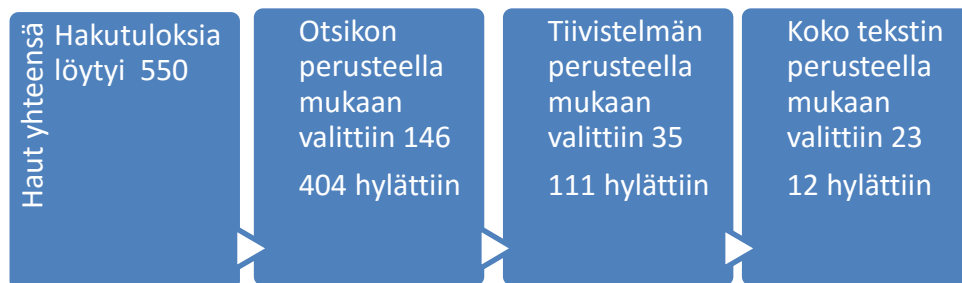 Haut yhteensä
Hakutuloksia
löytyi 550
Otsikon
perusteella
mukaan
valittiin 146
404 hylättiin
Tiivistelmän
perusteella
mukaan
valittiin 35
111 hylättiin
Koko tekstin
perusteella
mukaan
valittiin 23
12 hylättiin